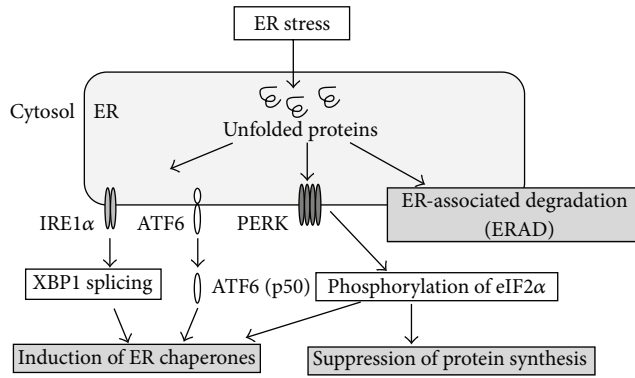 ER stress
Cytosol
ER
Unfolded proteins
IRE1α
ATF6
PERK
ER-associated degradation
(ERAD)
XBP1 splicing
ATF6 (p50)
Phosphorylation of eIF2α
Induction of ER chaperones
Suppression of protein synthesis